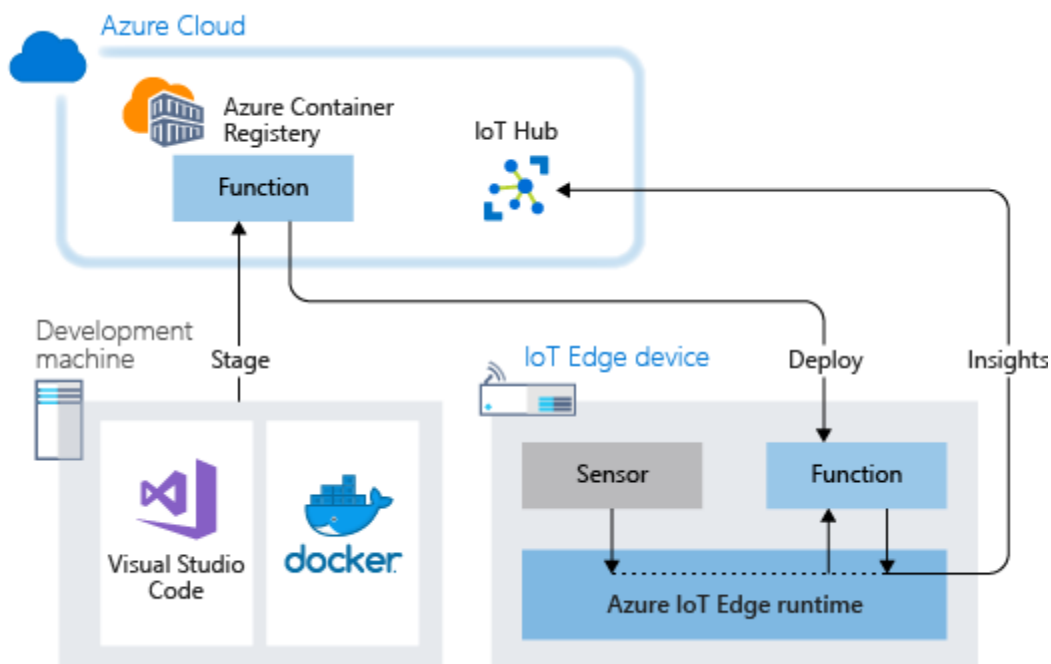 Azure Cloud
Azure Container
Registery
IoT Hub
Function
Development
machine
Stage
IoT Edge device
Deploy
Insights
Sensor
Function
Visual Studio
Code
docker
Azure IoT Edge runtime